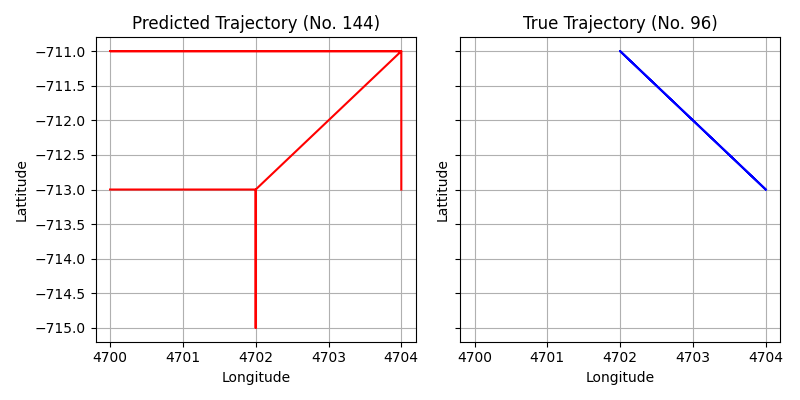 Predicted Trajectory (No. 144)
True Trajectory (No. 96)
−711.0
−711.5
−712.0
−712.5
−713.0
−713.5
−714.0
−714.5
−715.0
Lattitude
Lattitude
4700 4701 4702 4703 4704
4700 4701 4702 4703 4704
Longitude
Longitude